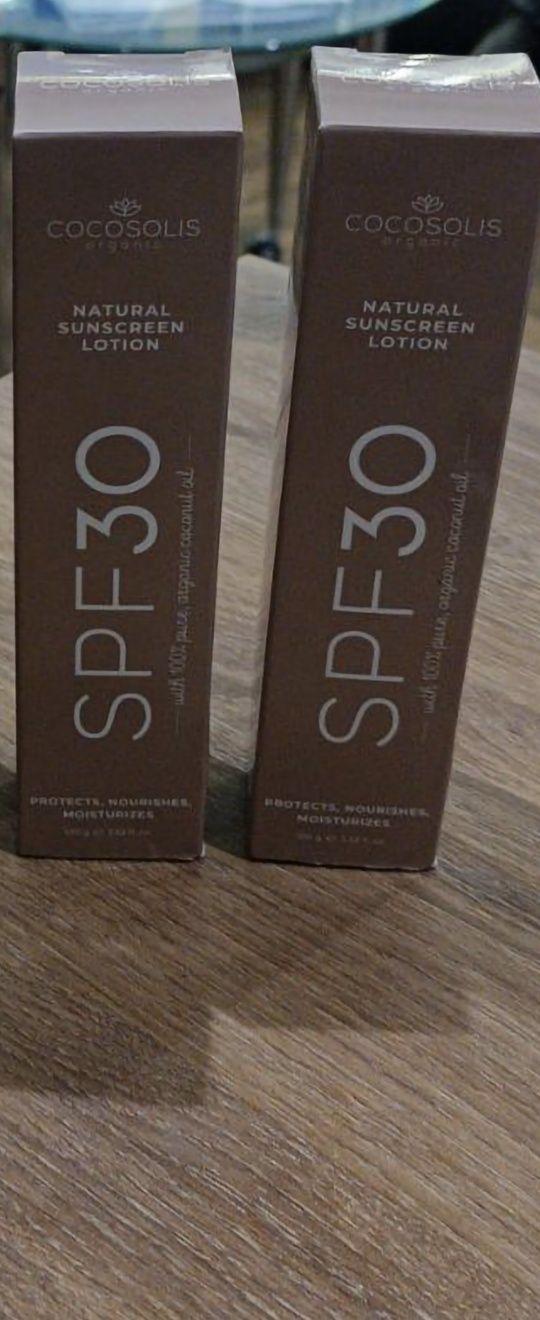 COCOSOLIS
organic
NATURAL
SUNSCREEN
LOTION
SPF30
with 100% pure, organic coconut oil
PROTECTS, NOURISHES,
MOISTURIZES
COCOSOLIS
organic
NATURAL
SUNSCREEN
LOTION
SPF30
with 100% pure, organic coconut oil
PROTECTS, NOURISHES,
MOISTURIZES